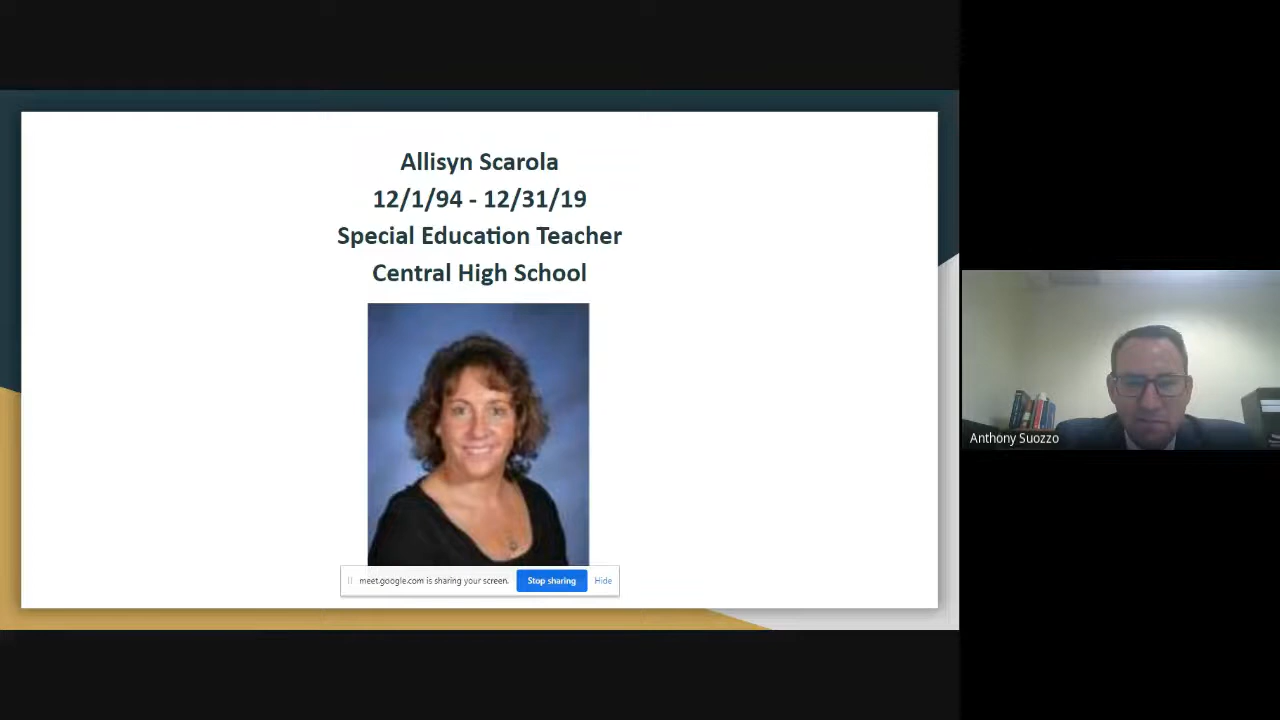 Allisyn Scarola
12/1/94 - 12/31/19
Special Education Teacher
Central High School
meet.google.com is sharing your screen. Stop sharing Hide
Anthony Suozzo